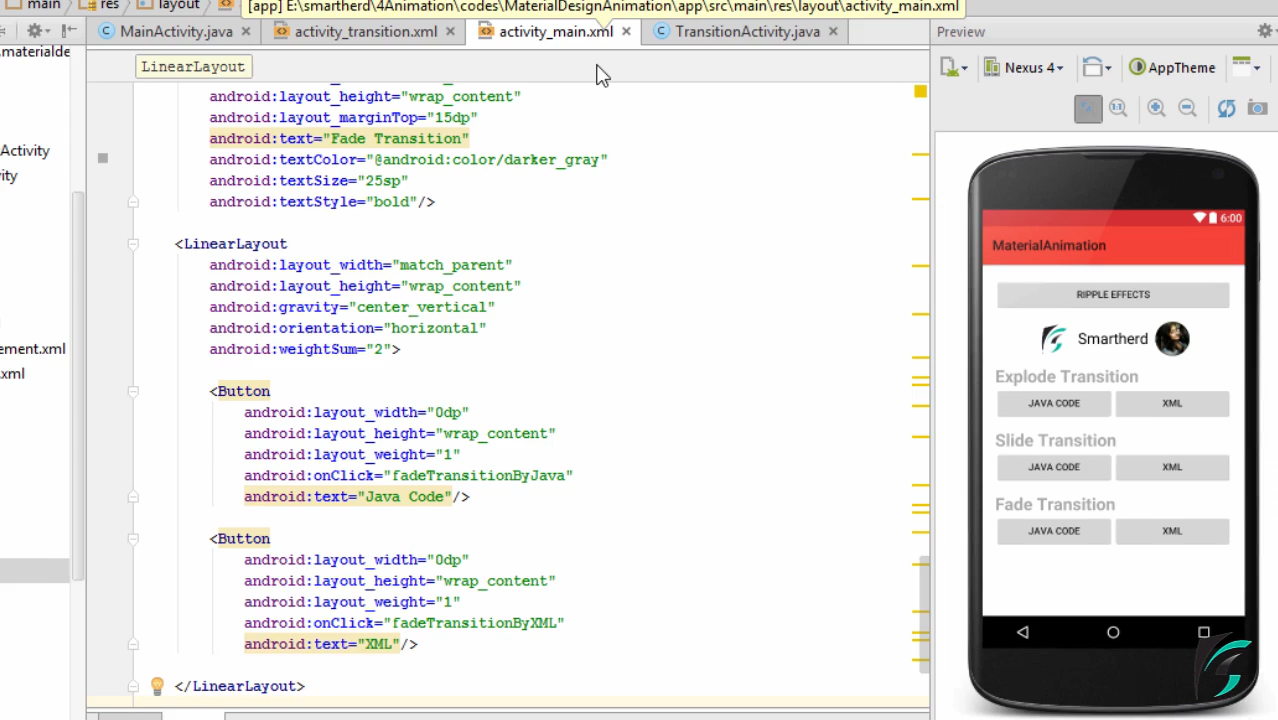 main
res
layout
[app] E:\smartherd\4Animation\codes\MaterialDesignAnimation\app\src\main\res\layout\activity_main.xml
MainActivity.java
activity_transition.xml
activity_main.xml
TransitionActivity.java
Preview
.materialde
LinearLayout
Nexus 4
AppTheme
1:1
android:layout_height="wrap_content"
android:layout_marginTop="15dp"
android:text="Fade Transition"
android:textColor="@android:color/darker_gray"
android:textSize="25sp"
android:textStyle="bold"/>
<LinearLayout
android:layout_width="match_parent"
android:layout_height="wrap_content"
android:gravity="center_vertical"
android:orientation="horizontal"
android:weightSum="2">
<Button
android:layout_width="0dp"
android:layout_height="wrap_content"
android:layout_weight="1"
android:onClick="fadeTransitionByJava"
android:text="Java Code"/>
<Button
android:layout_width="0dp"
android:layout_height="wrap_content"
android:layout_weight="1"
android:onClick="fadeTransitionByXML"
android:text="XML"/>
</LinearLayout>
Activity
vity
ement.xml
.xml
6:00
MaterialAnimation
RIPPLE EFFECTS
Smartherd
Explode Transition
JAVA CODE
XML
Slide Transition
JAVA CODE
XML
Fade Transition
JAVA CODE
XML